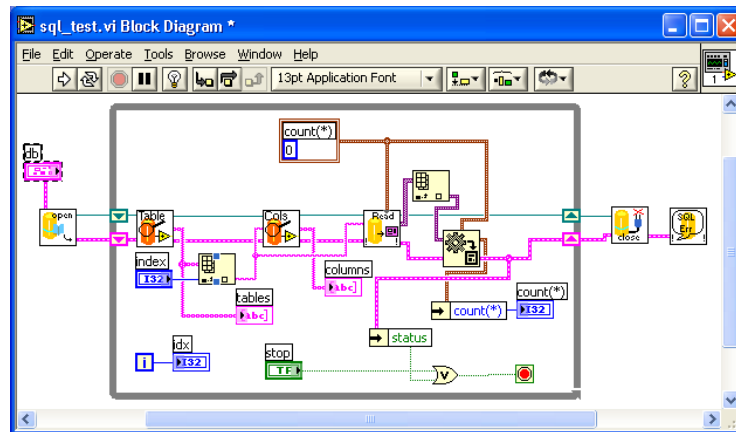 sql_test.vi Block Diagram *
File Edit Operate Tools Browse Window Help
13pt Application Font
1
count(*)
0
db
open
Table
Cols
Read
close
SQL
Err
index
I32
columns
abc
tables
abc
count(*)
count(*)
I32
status
idx
i
I32
stop
TF
V